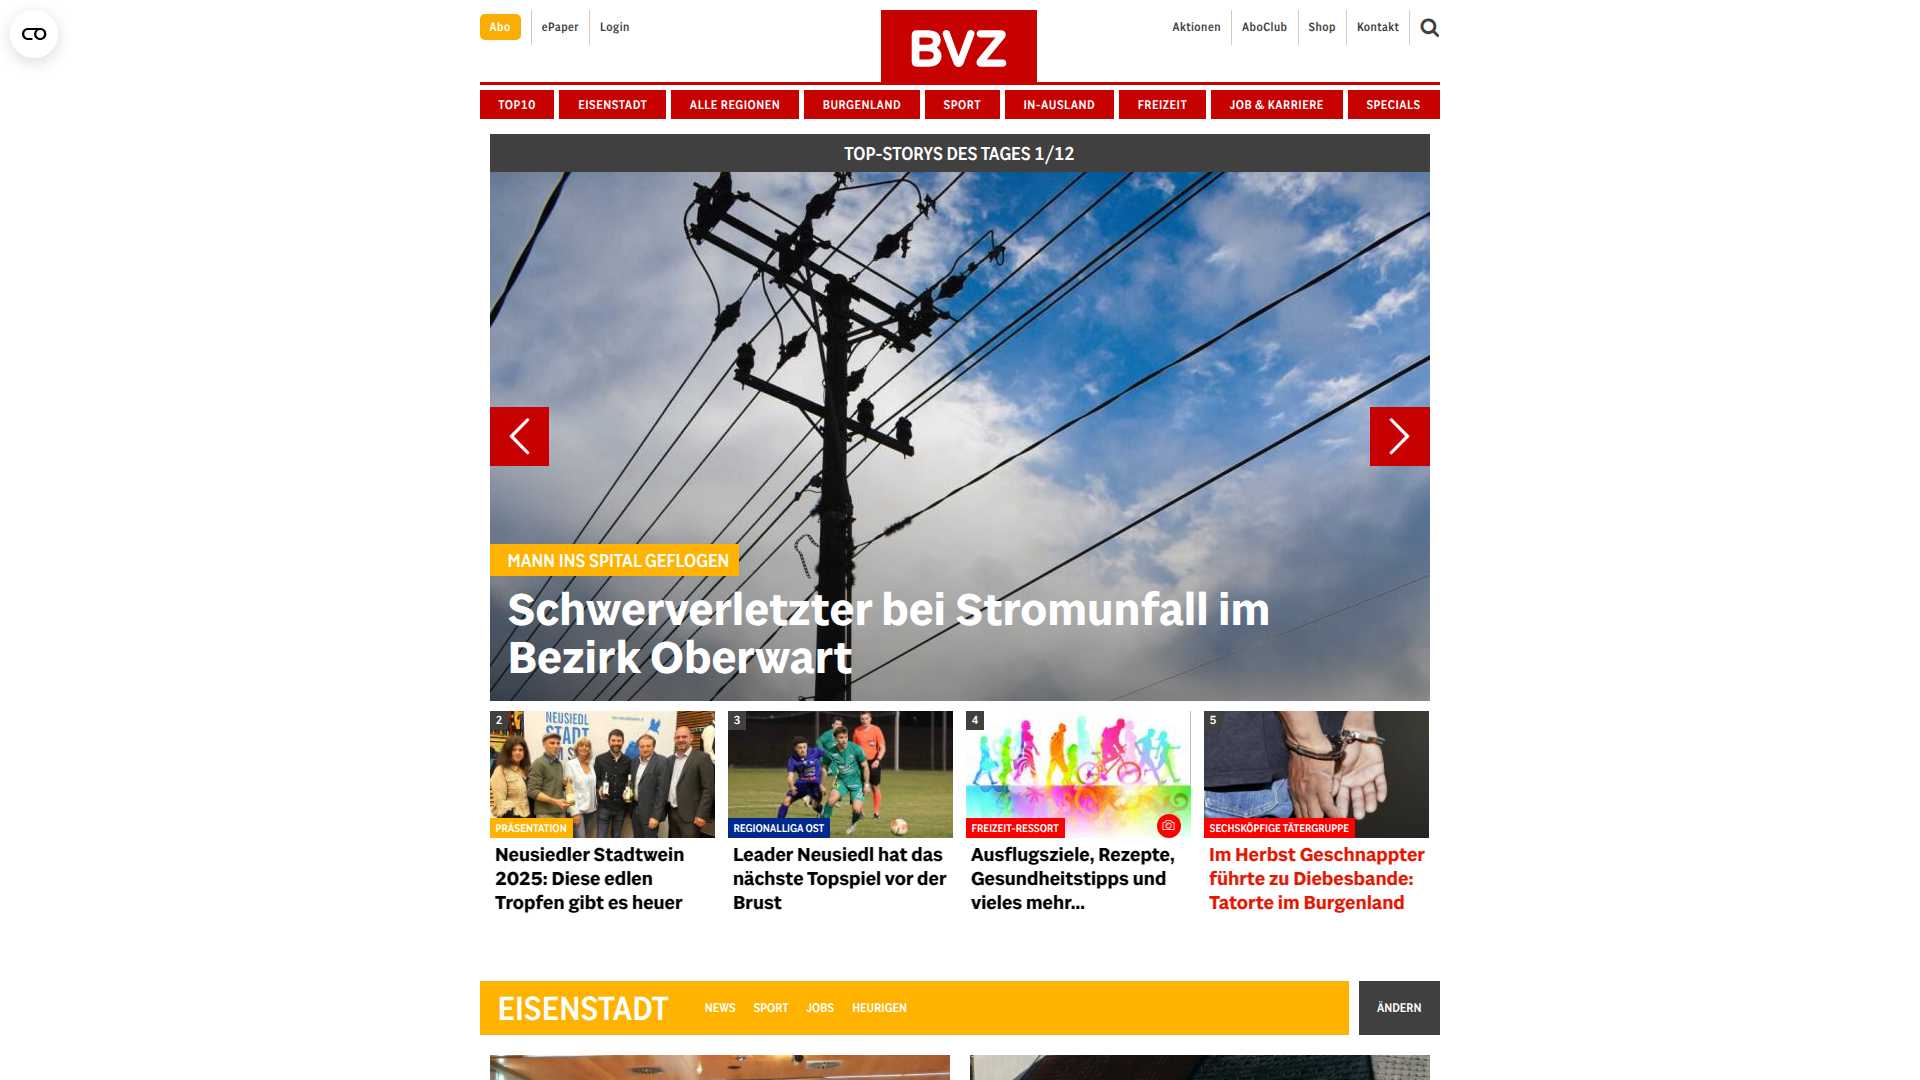 Abo
ePaper
Login
BVZ
Aktionen
AboClub
Shop
Kontakt
TOP10
EISENSTADT
ALLE REGIONEN
BURGENLAND
SPORT
IN-AUSLAND
FREIZEIT
JOB & KARRIERE
SPECIALS
TOP-STORYS DES TAGES 1/12
MANN INS SPITAL GEFLOGEN
Schwerverletzter bei Stromunfall im
Bezirk Oberwart
2
NEUSIEDL
STADT
PRÄSENTATION
Neusiedler Stadtwein
2025: Diese edlen
Tropfen gibt es heuer
3
REGIONALLIGA OST
Leader Neusiedl hat das
nächste Topspiel vor der
Brust
4
FREIZEIT-RESSORT
Ausflugsziele, Rezepte,
Gesundheitstipps und
vieles mehr...
5
SECHSKÖPFIGE TÄTERGRUPPE
Im Herbst Geschnappter
führte zu Diebesbande:
Tatorte im Burgenland
EISENSTADT
NEWS
SPORT
JOBS
HEURIGEN
ÄNDERN